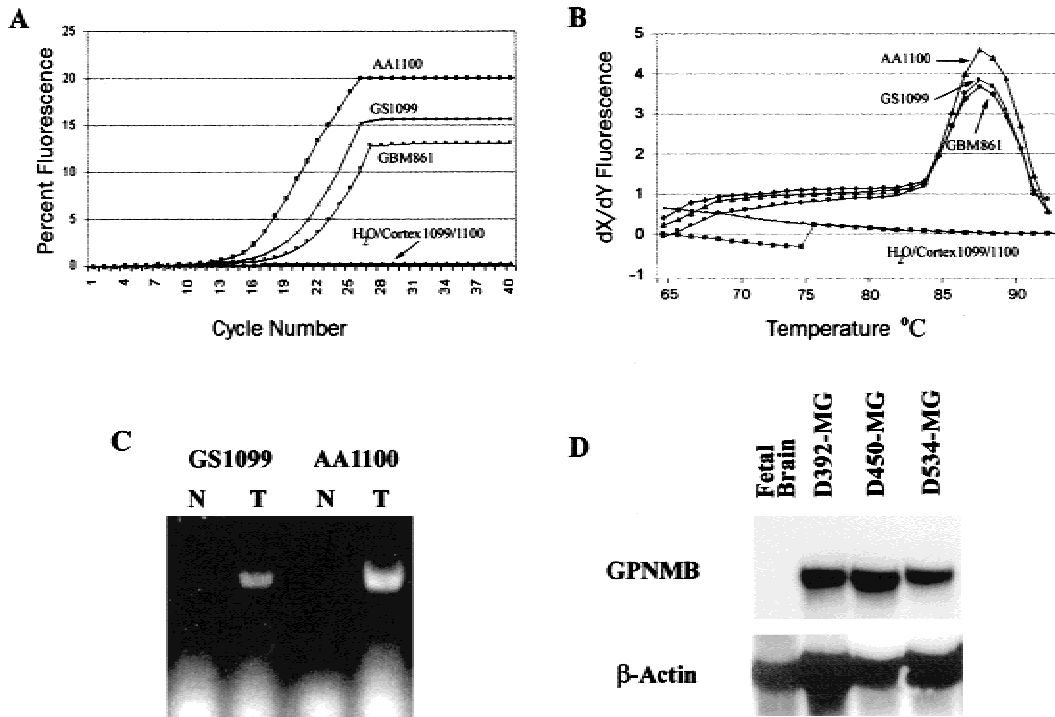 A
Percent Fluorescence
25
20
15
10
5
0
AA1100
GS1099
GBM861
H2O/Cortex1099/1100
1 4 7 10 13 16 19 22 25 28 31 34 37 40
Cycle Number
B
dX/dY Fluorescence
5
4
3
2
1
0
-1
AA1100
GS1099
GBM861
H2O/Cortex1099/1100
65 70 75 80 85 90
Temperature °C
C
GS1099 AA1100
N T N T
D
Fetal Brain
D392-MG
D450-MG
D534-MG
GPNMB
β-Actin